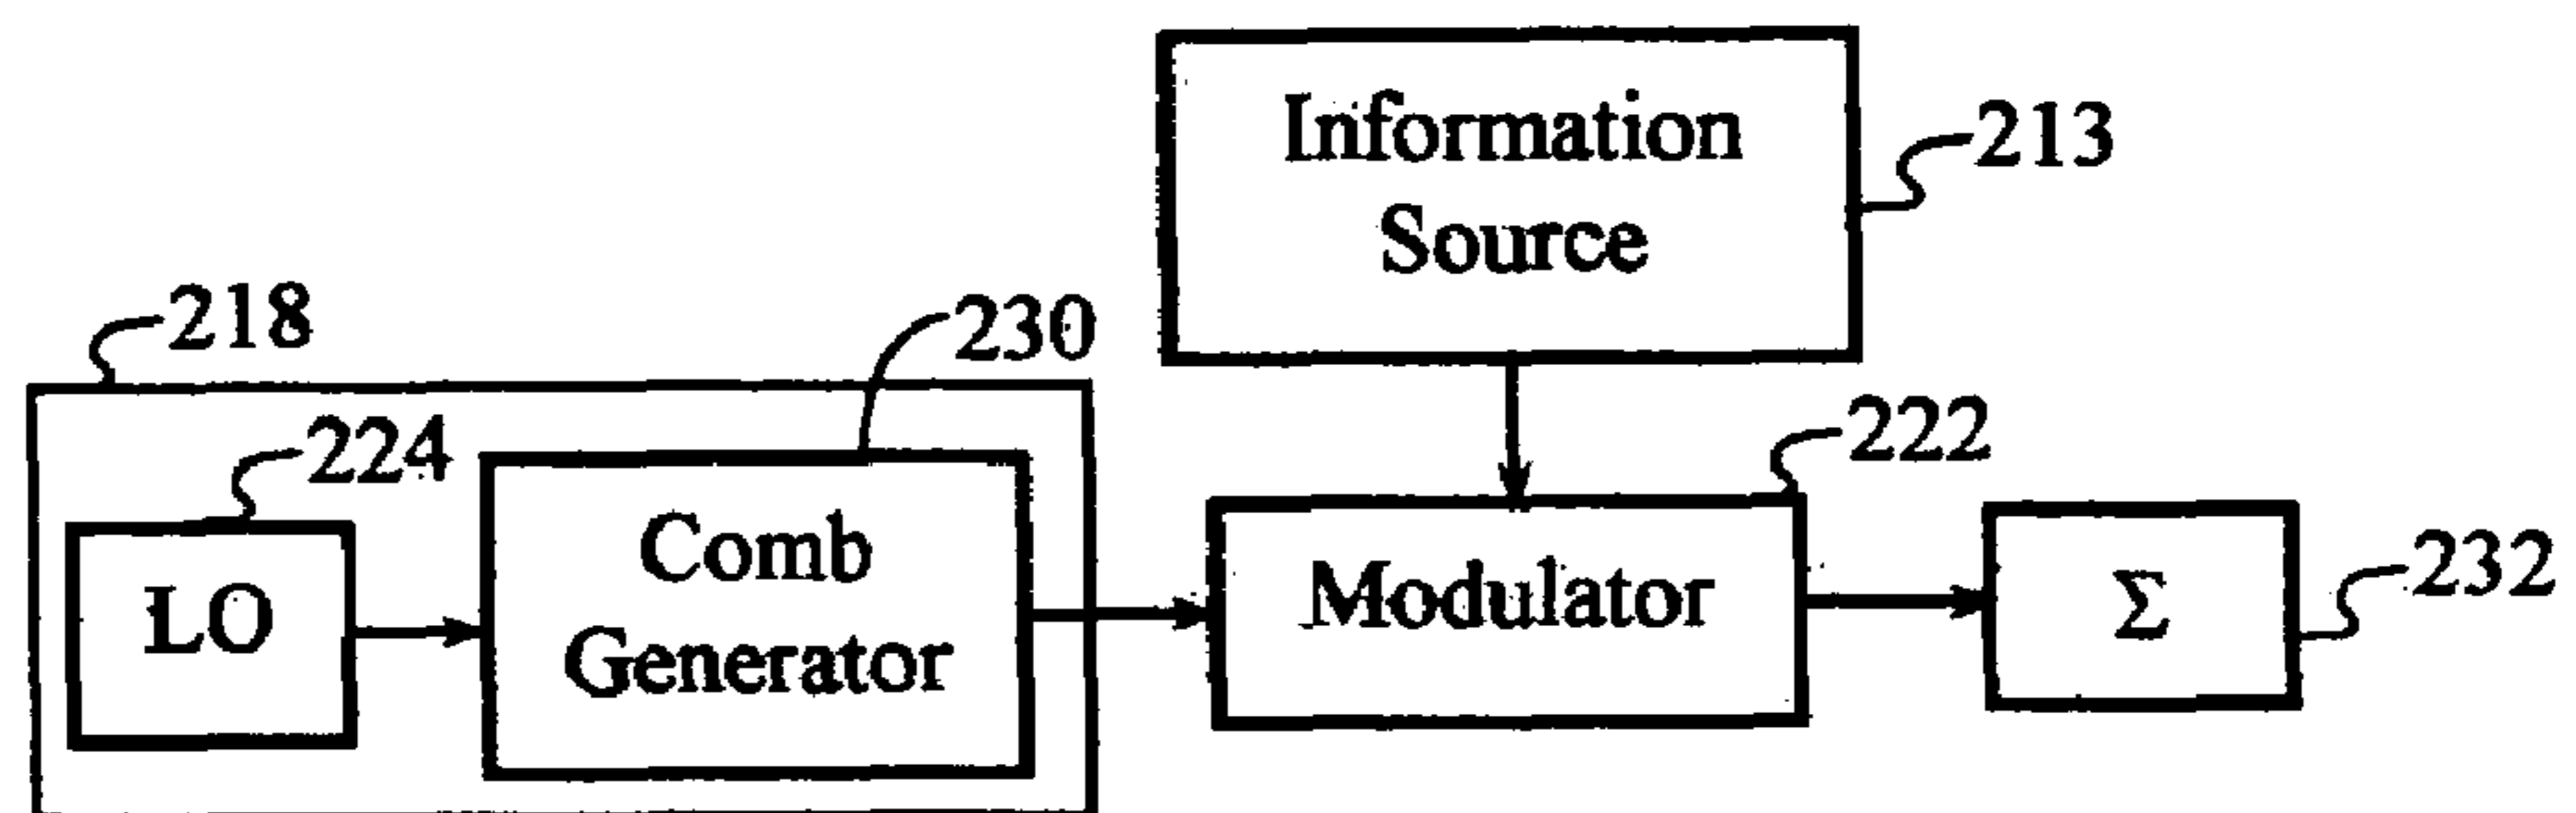 Information
Source
213
218
230
224
222
Comb
Generator
LO
Modulator
Σ
232